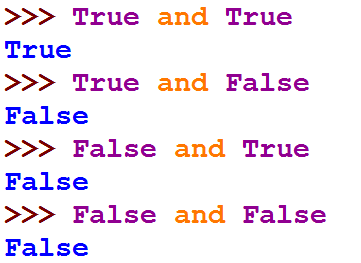 >>> True and True
True
>>> True and False
False
>>> False and True
False
>>> False and False
False